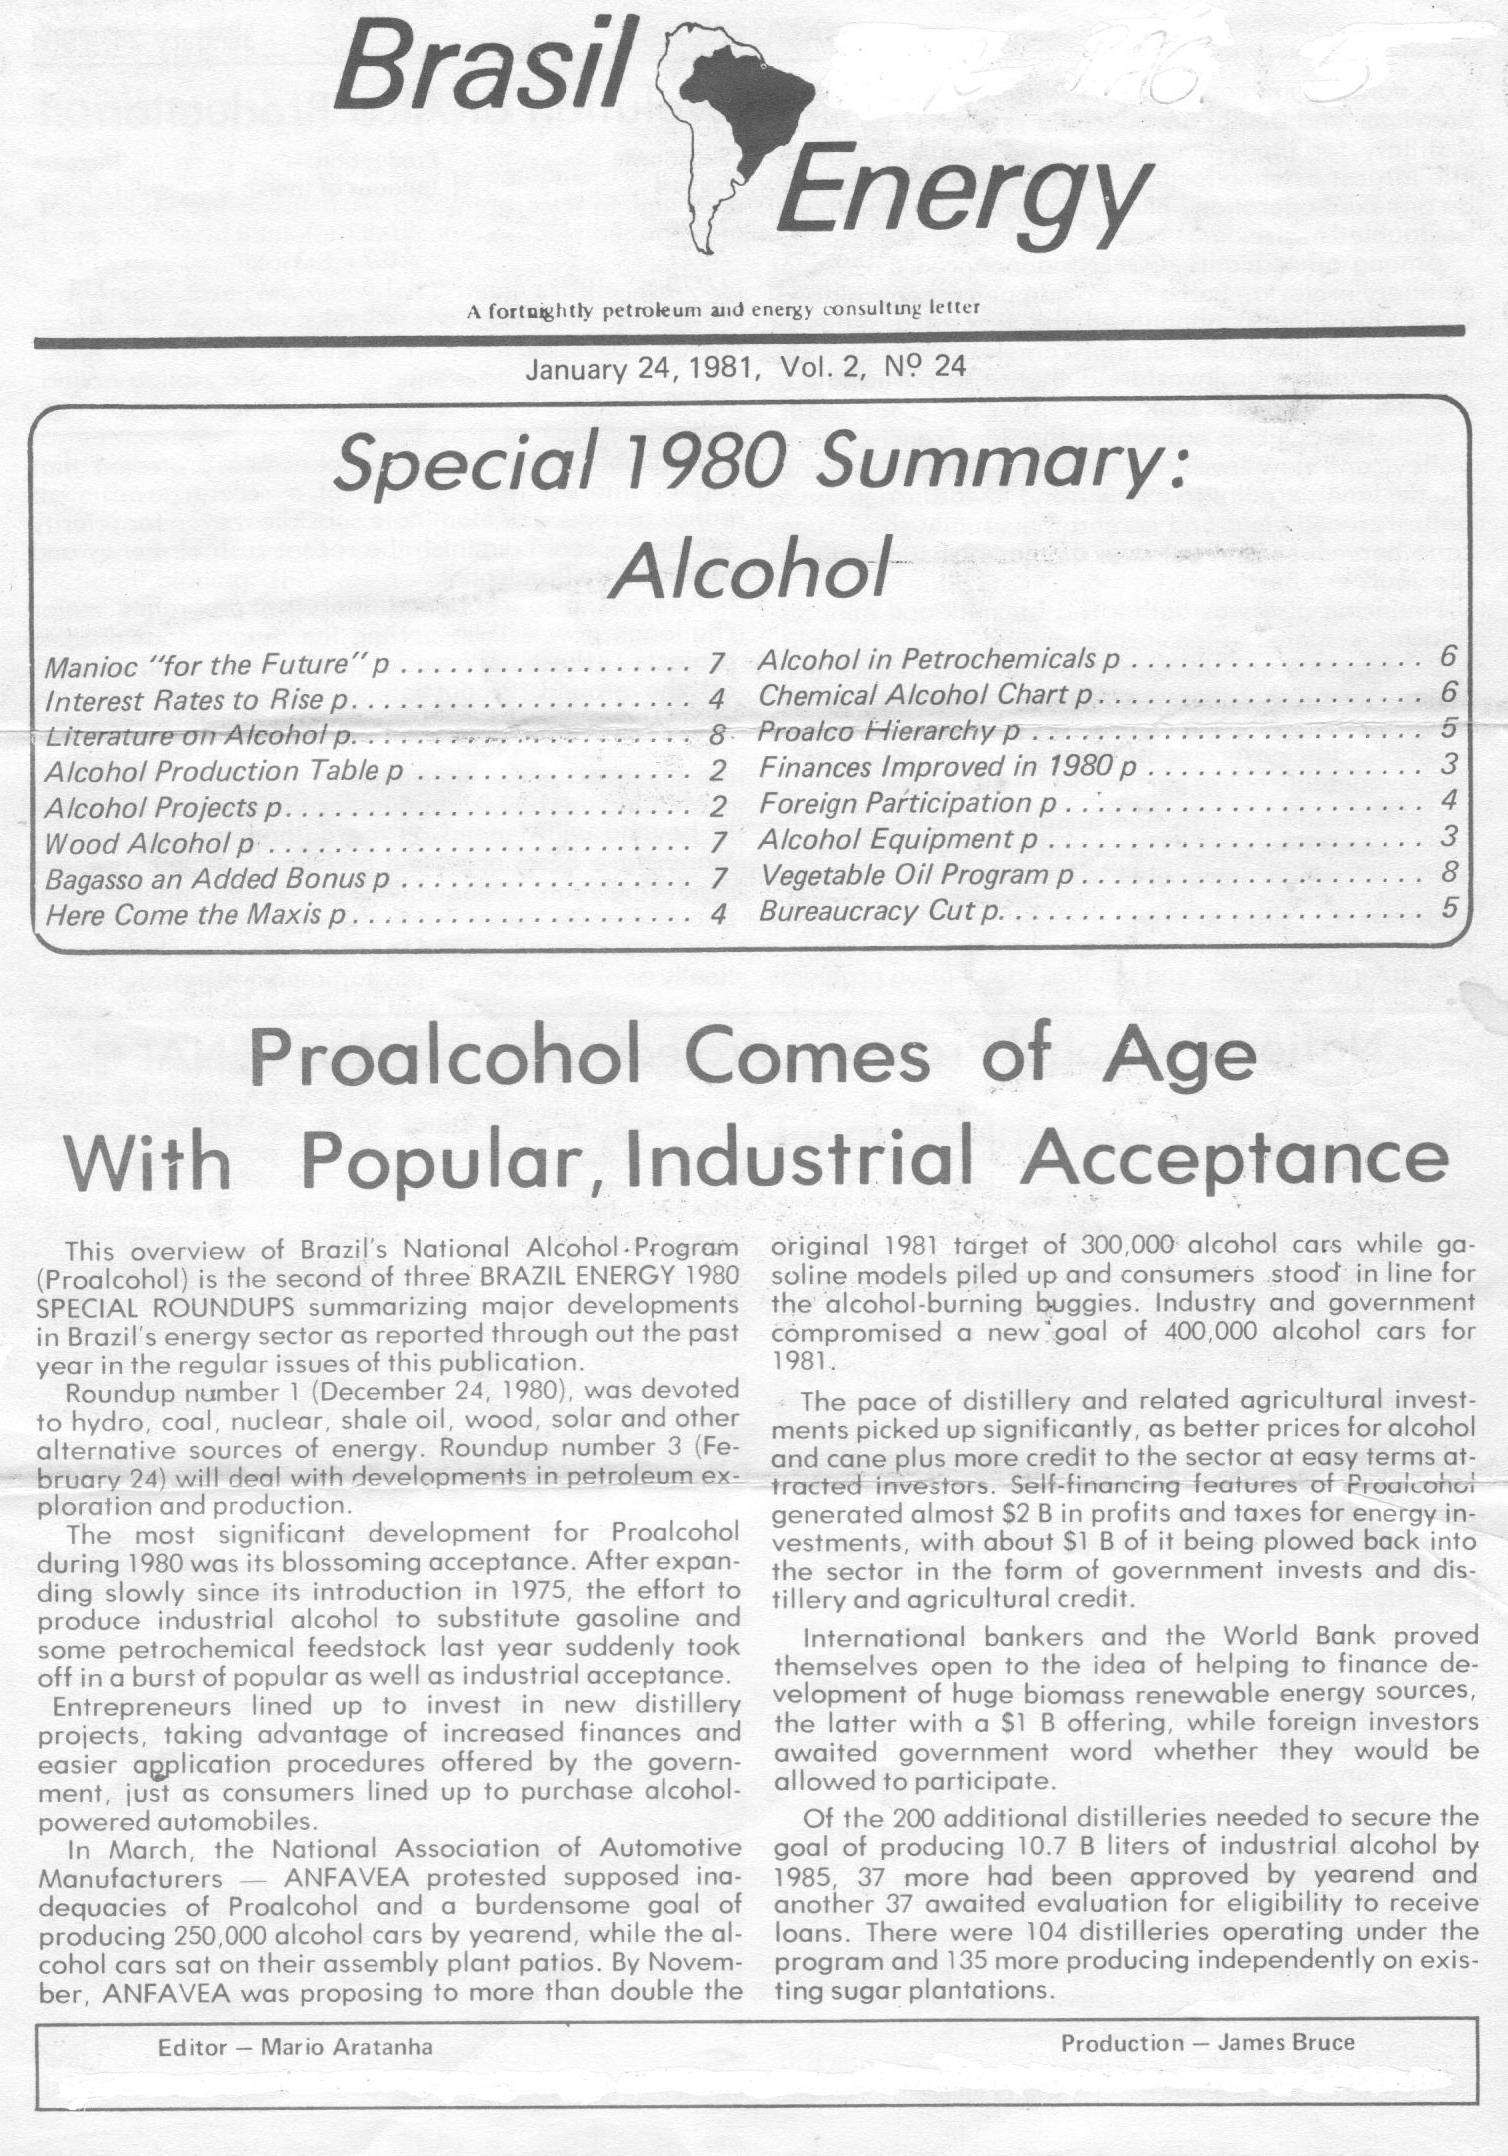 Brasil
Energy
A fortnightly petroleum and energy consulting letter
January 24, 1981, Vol. 2, Nº 24
Special 1980 Summary:
Alcohol
Manioc "for the Future" p . . . . . . . . . . . . . . . . . . 7
Interest Rates to Rise p. . . . . . . . . . . . . . . . . . . . . 4
Literature on Alcohol p. . . . . . . . . . . . . . . . . . . . . 8
Alcohol Production Table p . . . . . . . . . . . . . . . . . 2
Alcohol Projects p. . . . . . . . . . . . . . . . . . . . . . . . . 2
Wood Alcohol p . . . . . . . . . . . . . . . . . . . . . . . . . . 7
Bagasso an Added Bonus p . . . . . . . . . . . . . . . . . . 7
Here Come the Maxis p. . . . . . . . . . . . . . . . . . . . . 4
Alcohol in Petrochemicals p . . . . . . . . . . . . . . . . . . 6
Chemical Alcohol Chart p. . . . . . . . . . . . . . . . . . . . 6
Proalco Hierarchy p . . . . . . . . . . . . . . . . . . . . . . . . 5
Finances Improved in 1980 p . . . . . . . . . . . . . . . . . 3
Foreign Participation p . . . . . . . . . . . . . . . . . . . . . . 4
Alcohol Equipment p . . . . . . . . . . . . . . . . . . . . . . . 3
Vegetable Oil Program p . . . . . . . . . . . . . . . . . . . . . 8
Bureaucracy Cut p. . . . . . . . . . . . . . . . . . . . . . . . . . 5
Proalcohol Comes of Age
With Popular, Industrial Acceptance
This overview of Brazil's National Alcohol Program
(Proalcohol) is the second of three BRAZIL ENERGY 1980
SPECIAL ROUNDUPS summarizing major developments
in Brazil's energy sector as reported through out the past
year in the regular issues of this publication.
Roundup number 1 (December 24, 1980), was devoted
to hydro, coal, nuclear, shale oil, wood, solar and other
alternative sources of energy. Roundup number 3 (Fe-
bruary 24) will deal with developments in petroleum ex-
ploration and production.
The most significant development for Proalcohol
during 1980 was its blossoming acceptance. After expan-
ding slowly since its introduction in 1975, the effort to
produce industrial alcohol to substitute gasoline and
some petrochemical feedstock last year suddenly took
off in a burst of popular as well as industrial acceptance.
Entrepreneurs lined up to invest in new distillery
projects, taking advantage of increased finances and
easier application procedures offered by the govern-
ment, just as consumers lined up to purchase alcohol-
powered automobiles.
In March, the National Association of Automotive
Manufacturers — ANFAVEA protested supposed ina-
dequacies of Proalcohol and a burdensome goal of
producing 250,000 alcohol cars by yearend, while the al-
cohol cars sat on their assembly plant patios. By Novem-
ber, ANFAVEA was proposing to more than double the
original 1981 target of 300,000 alcohol cars while ga-
soline models piled up and consumers stood in line for
the alcohol-burning buggies. Industry and government
compromised a new goal of 400,000 alcohol cars for
1981.
The pace of distillery and related agricultural invest-
ments picked up significantly, as better prices for alcohol
and cane plus more credit to the sector at easy terms at-
tracted investors. Self-financing features of Proalcohol
generated almost $2 B in profits and taxes for energy in-
vestments, with about $1 B of it being plowed back into
the sector in the form of government invests and dis-
tillery and agricultural credit.
International bankers and the World Bank proved
themselves open to the idea of helping to finance de-
velopment of huge biomass renewable energy sources,
the latter with a $1 B offering, while foreign investors
awaited government word whether they would be
allowed to participate.
Of the 200 additional distilleries needed to secure the
goal of producing 10.7 B liters of industrial alcohol by
1985, 37 more had been approved by yearend and
another 37 awaited evaluation for eligibility to receive
loans. There were 104 distilleries operating under the
program and 135 more producing independently on exis-
ting sugar plantations.
Editor — Mario Aratanha
Production — James Bruce